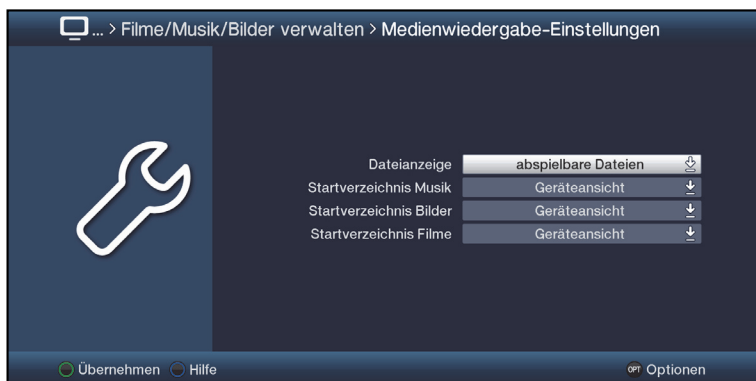 ... > Filme/Musik/Bilder verwalten > Medienwiedergabe-Einstellungen
Dateianzeige abspielbare Dateien
Startverzeichnis Musik Geräteansicht
Startverzeichnis Bilder Geräteansicht
Startverzeichnis Filme Geräteansicht
Übernehmen Hilfe OPT Optionen